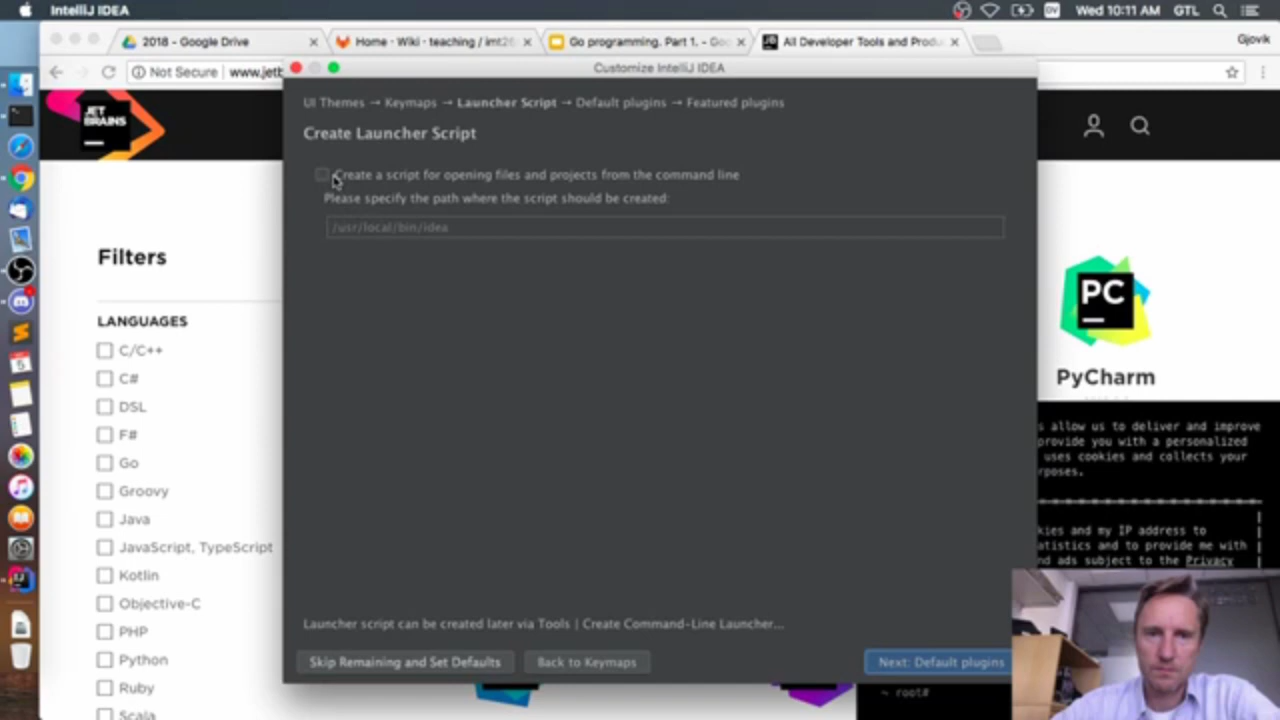 IntelliJ IDEA
Wed 10:11 AM GTL
2018 - Google Drive
Home · Wiki · teaching / imt2
Go programming. Part 1. - Goo
All Developer Tools and Produ
Gjovik
Not Secure | www.jetb
Customize IntelliJ IDEA
UI Themes → Keymaps → Launcher Script → Default plugins → Featured plugins
JET
BRAINS
Create Launcher Script
Create a script for opening files and projects from the command line
Please specify the path where the script should be created:
/usr/local/bin/idea
Filters
LANGUAGES
C/C++
C#
DSL
F#
Go
Groovy
Java
JavaScript, TypeScript
Kotlin
Objective-C
PHP
Python
Ruby
Scala
PC
PyCharm
s allow us to deliver and improve
provide you with a personalized
uses cookies and collects your
rposes.
kies and my IP address to
atistics and to provide me with
nd ads subject to the Privacy
Launcher script can be created later via Tools | Create Command-Line Launcher...
Skip Remaining and Set Defaults
Back to Keymaps
Next: Default plugins
~ root#